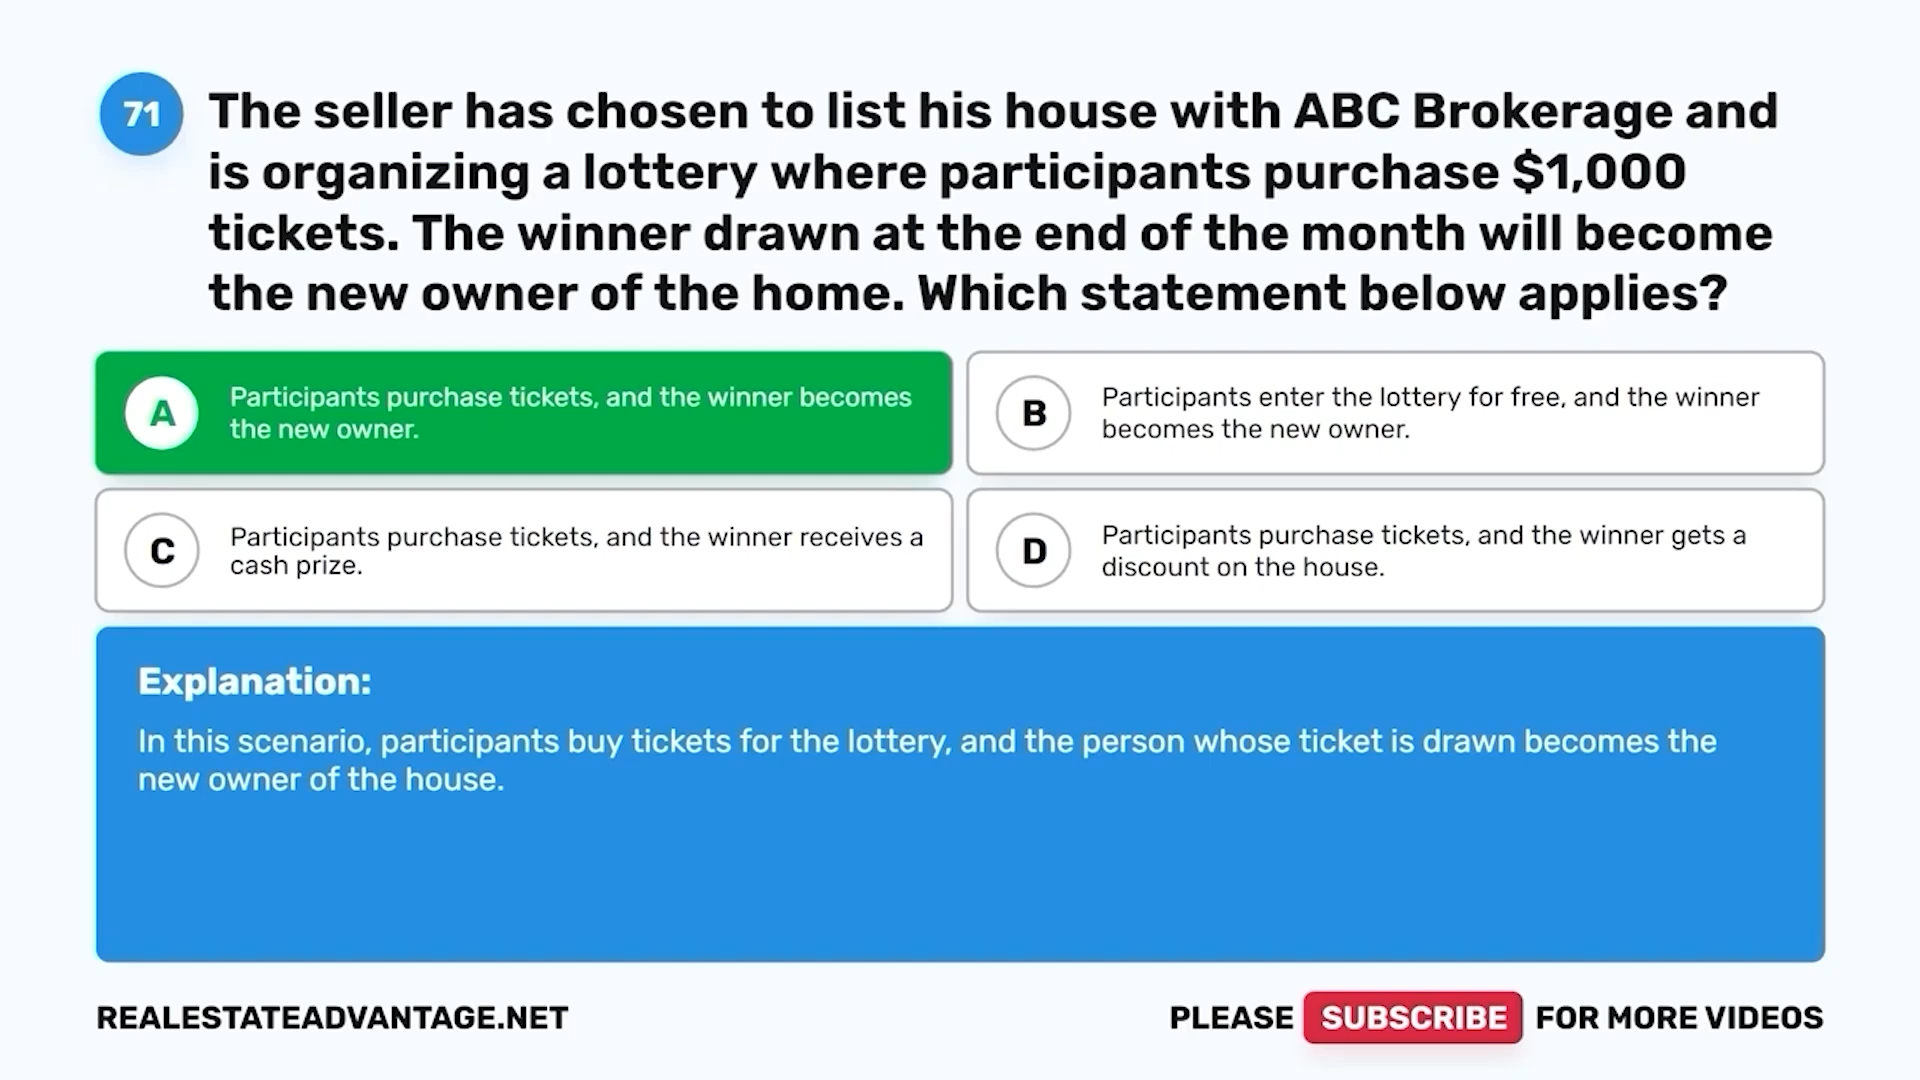 71
The seller has chosen to list his house with ABC Brokerage and
is organizing a lottery where participants purchase $1,000
tickets. The winner drawn at the end of the month will become
the new owner of the home. Which statement below applies?
A
Participants purchase tickets, and the winner becomes
the new owner.
B
Participants enter the lottery for free, and the winner
becomes the new owner.
C
Participants purchase tickets, and the winner receives a
cash prize.
D
Participants purchase tickets, and the winner gets a
discount on the house.
Explanation:
In this scenario, participants buy tickets for the lottery, and the person whose ticket is drawn becomes the
new owner of the house.
REALESTATEADVANTAGE.NET
PLEASE SUBSCRIBE FOR MORE VIDEOS